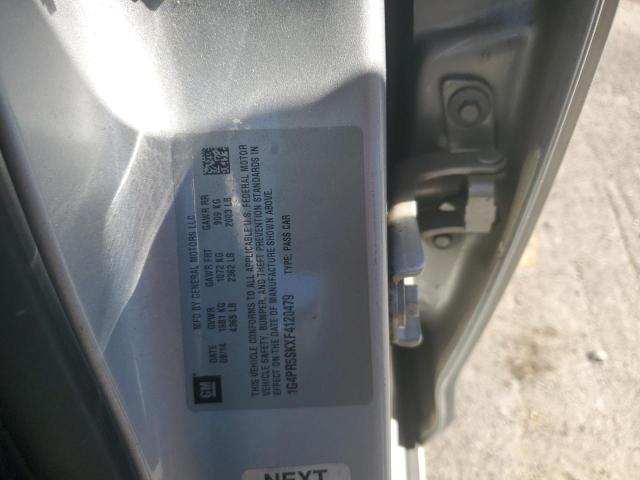 GM
MFD BY GENERAL MOTORS LLC
DATE GVWR GAWR FRT GAWR RR
09/14 1981 KG 1072 KG 909 KG
4365 LB 2362 LB 2003 LB
THIS VEHICLE CONFORMS TO ALL APPLICABLE U.S. FEDERAL MOTOR
VEHICLE SAFETY, BUMPER, AND THEFT PREVENTION STANDARDS IN
EFFECT ON THE DATE OF MANUFACTURE SHOWN ABOVE.
1G4PR5SKXF4120479 TYPE: PASS CAR
NEXT